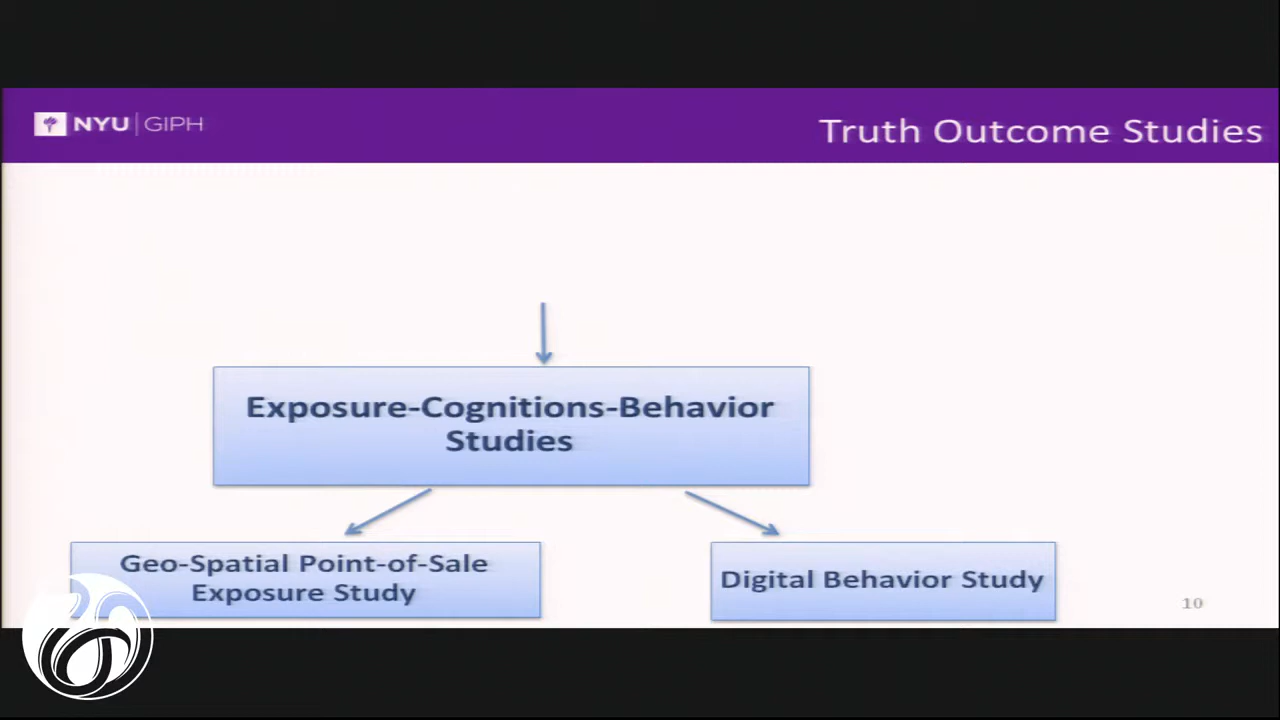 NYU | GIPH
Truth Outcome Studies
Exposure-Cognitions-Behavior
Studies
Geo-Spatial Point-of-Sale
Exposure Study
Digital Behavior Study
10